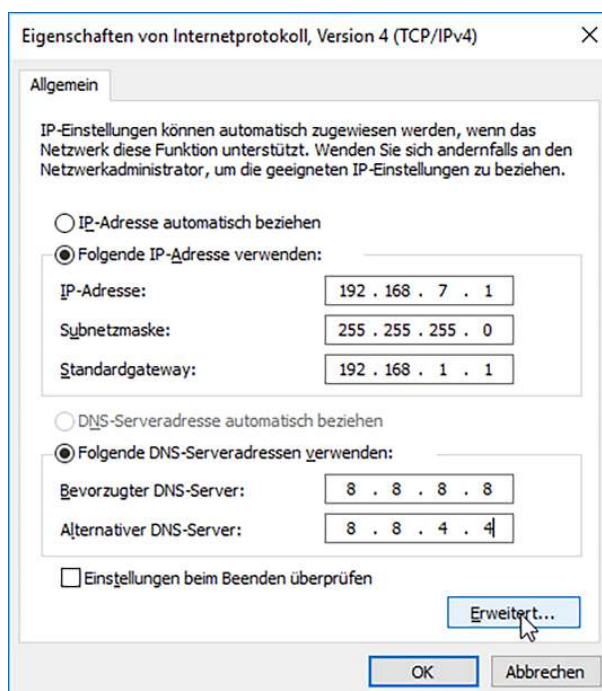 Eigenschaften von Internetprotokoll, Version 4 (TCP/IPv4)
Allgemein
IP-Einstellungen können automatisch zugewiesen werden, wenn das
Netzwerk diese Funktion unterstützt. Wenden Sie sich andernfalls an den
Netzwerkadministrator, um die geeigneten IP-Einstellungen zu beziehen.
IP-Adresse automatisch beziehen
Folgende IP-Adresse verwenden:
IP-Adresse: 192 . 168 . 7 . 1
Subnetzmaske: 255 . 255 . 255 . 0
Standardgateway: 192 . 168 . 1 . 1
DNS-Serveradresse automatisch beziehen
Folgende DNS-Serveradressen verwenden:
Bevorzugter DNS-Server: 8 . 8 . 8 . 8
Alternativer DNS-Server: 8 . 8 . 4 . 4
Einstellungen beim Beenden überprüfen
Erweitert...
OK Abbrechen